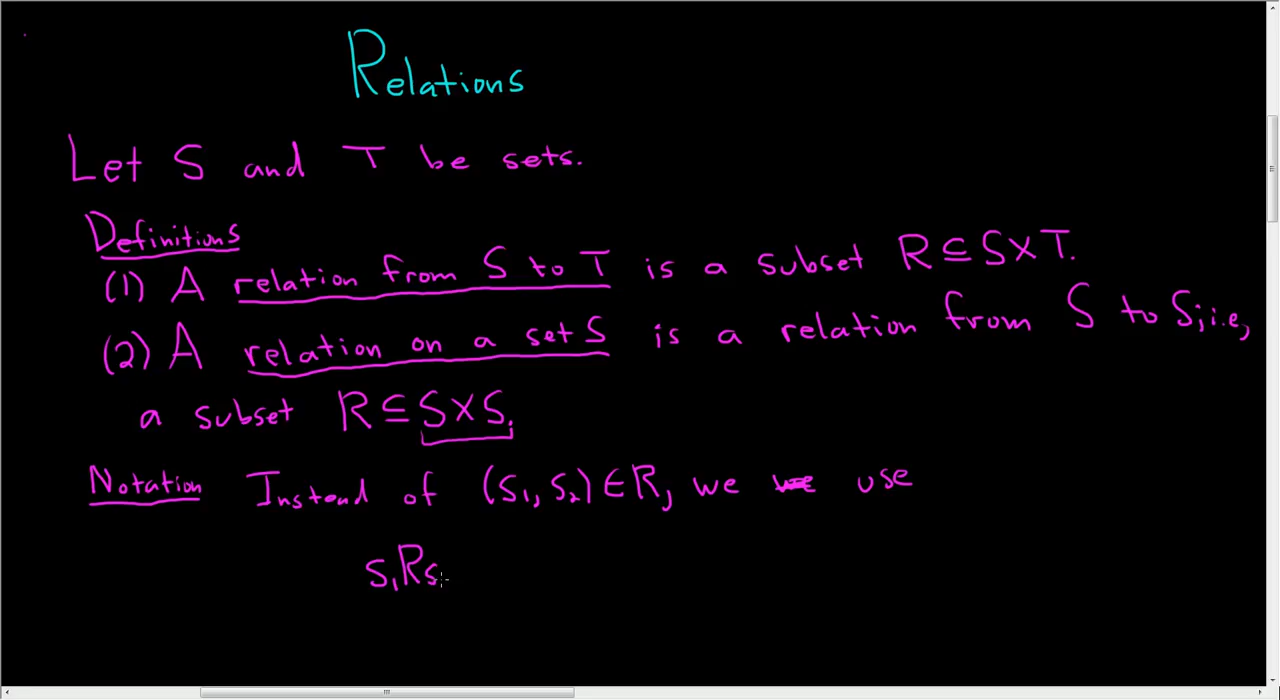 Relations
Let S and T be sets.
Definitions
(1) A relation from S to T is a subset R ⊆ S×T.
(2) A relation on a set S is a relation from S to S; i.e,
a subset R ⊆ S×S.
Notation Instead of (s₁, s₂) ∈ R, we we use
s₁Rs